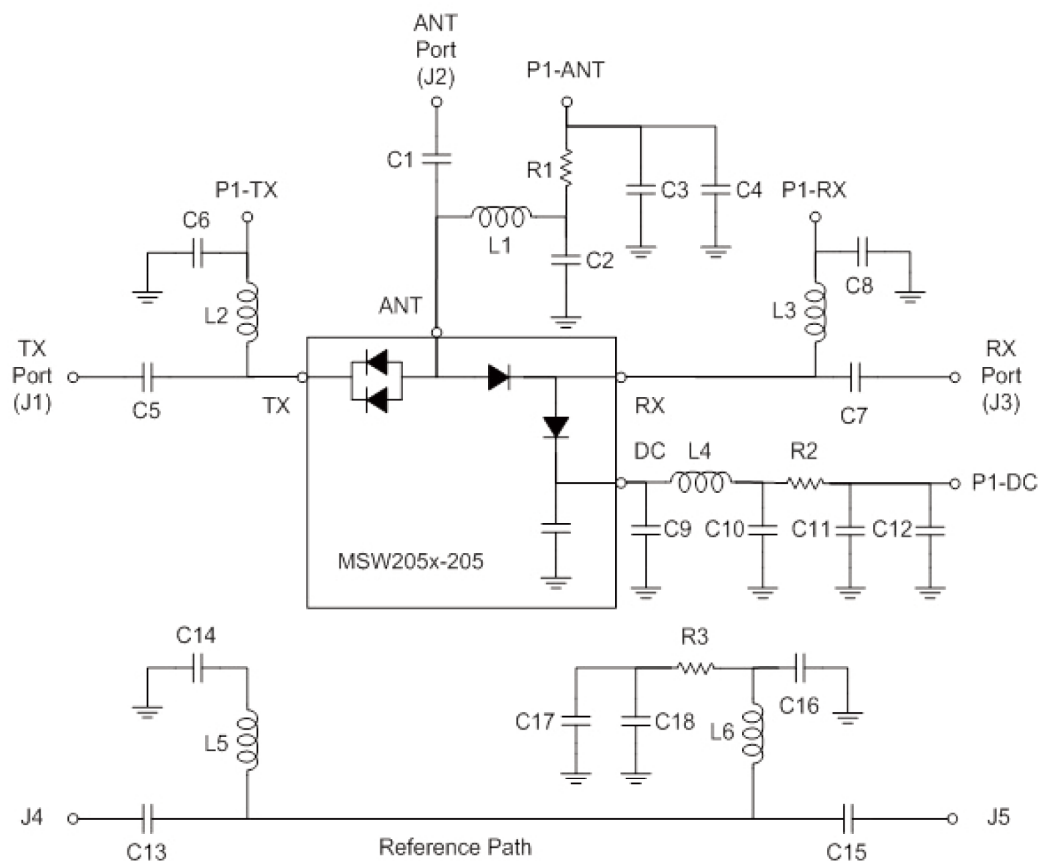 ANT
Port
(J2)
P1-ANT
C1
R1
C3
C4
P1-TX
P1-RX
C6
L1
C2
C8
L2
L3
ANT
TX
Port
(J1)
RX
Port
(J3)
C5
TX
RX
C7
DC
L4
R2
P1-DC
C9
C10
C11
C12
MSW205x-205
C14
R3
C16
C17
C18
L5
L6
J4
J5
C13
Reference Path
C15